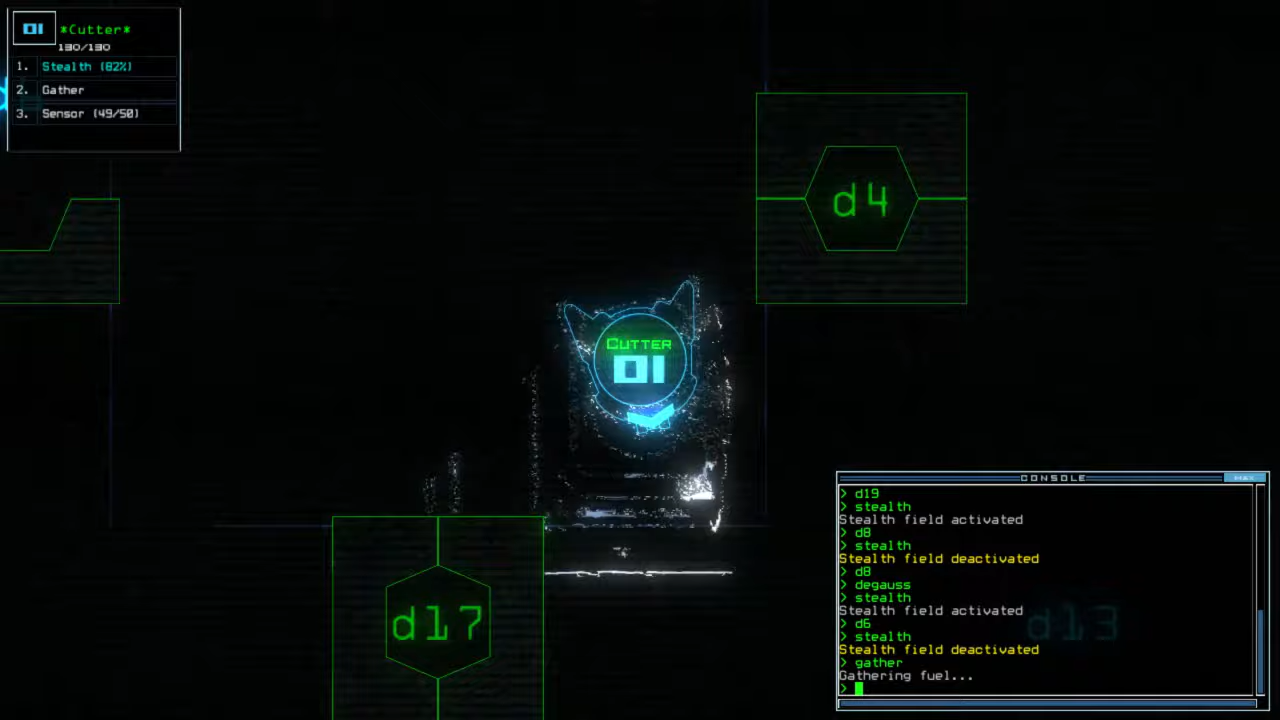 01 *Cutter*
130/130
1. Stealth (82%)
2. Gather
3. Sensor (49/50)
d4
CUTTER
01
d17
CONSOLE
> d19
> stealth
Stealth field activated
> d8
> stealth
Stealth field deactivated
> d8
> degauss
> stealth
Stealth field activated
> d6
> stealth
Stealth field deactivated
> gather
Gathering fuel...
>
d13